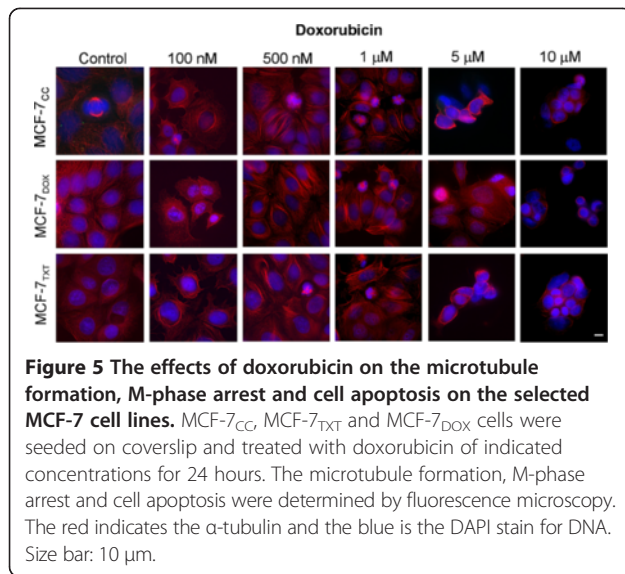 Doxorubicin
Control 100 nM 500 nM 1 µM 5 µM 10 µM
MCF-7CC
MCF-7DOX
MCF-7TXT
Figure 5 The effects of doxorubicin on the microtubule
formation, M-phase arrest and cell apoptosis on the selected
MCF-7 cell lines. MCF-7CC, MCF-7TXT and MCF-7DOX cells were
seeded on coverslip and treated with doxorubicin of indicated
concentrations for 24 hours. The microtubule formation, M-phase
arrest and cell apoptosis were determined by fluorescence microscopy.
The red indicates the α-tubulin and the blue is the DAPI stain for DNA.
Size bar: 10 µm.